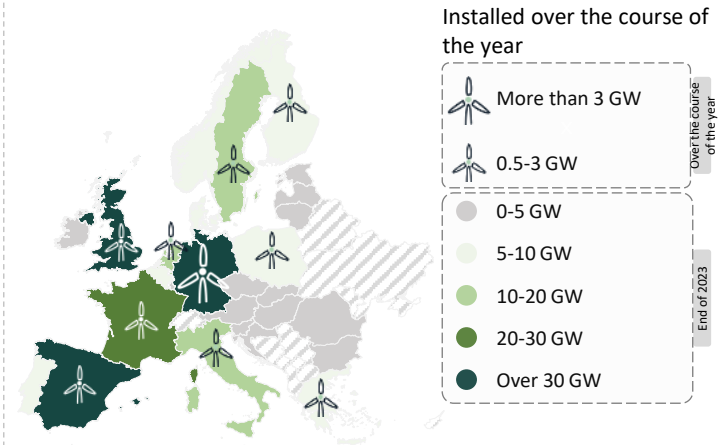 Installed over the course of
the year
More than 3 GW
0.5-3 GW
Over the course
of the year
0-5 GW
5-10 GW
10-20 GW
20-30 GW
Over 30 GW
End of 2023